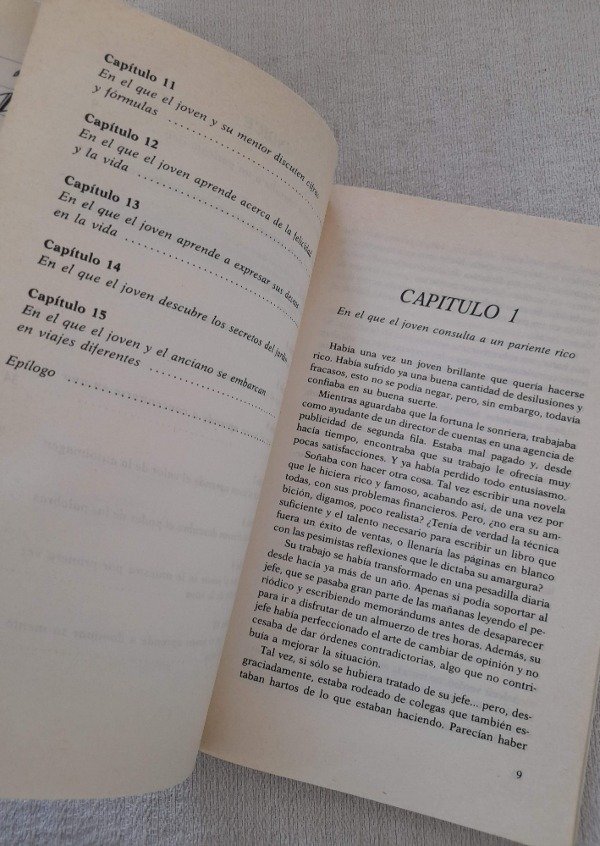 Capítulo 11
En el que el joven y su mentor discuten cifras
y fórmulas ..................
Capítulo 12
En el que el joven aprende acerca de la felicidad
y la vida ..................
Capítulo 13
En el que el joven aprende a expresar sus deseos
en la vida ..................
Capítulo 14
En el que el joven descubre los secretos del jardín
Capítulo 15
En el que el joven y el anciano se embarcan
en viajes diferentes ..................
Epílogo ..................
CAPITULO 1
En el que el joven consulta a un pariente rico
Había una vez un joven brillante que quería hacerse
rico. Había sufrido ya una buena cantidad de desilusiones y
fracasos, esto no se podía negar, pero, sin embargo, todavía
confiaba en su buena suerte.
Mientras aguardaba que la fortuna le sonriera, trabajaba
como ayudante de un director de cuentas en una agencia de
publicidad de segunda fila. Estaba mal pagado y, desde
hacía tiempo, encontraba que su trabajo le ofrecía muy
pocas satisfacciones. Y ya había perdido todo entusiasmo.
Soñaba con hacer otra cosa. Tal vez escribir una novela
que le hiciera rico y famoso, acabando así, de una vez por
todas, con sus problemas financieros. Pero, ¿no era su am-
bición, digamos, poco realista? ¿Tenía de verdad la técnica
suficiente y el talento necesario para escribir un libro que
fuera un éxito de ventas, o llenaría las páginas en blanco
con las pesimistas reflexiones que le dictaba su amargura?
Su trabajo se había transformado en una pesadilla diaria
desde hacía ya más de un año. Apenas si podía soportar al
jefe, que se pasaba gran parte de las mañanas leyendo el pe-
riódico y escribiendo memorándums antes de desaparecer
para ir a disfrutar de un almuerzo de tres horas. Además, su
jefe había perfeccionado el arte de cambiar de opinión y no
cesaba de dar órdenes contradictorias, algo que no contri-
buía a mejorar la situación.
Tal vez, si sólo se hubiera tratado de su jefe... pero, des-
graciadamente, estaba rodeado de colegas que también es-
taban hartos de lo que estaban haciendo. Parecían haber
9